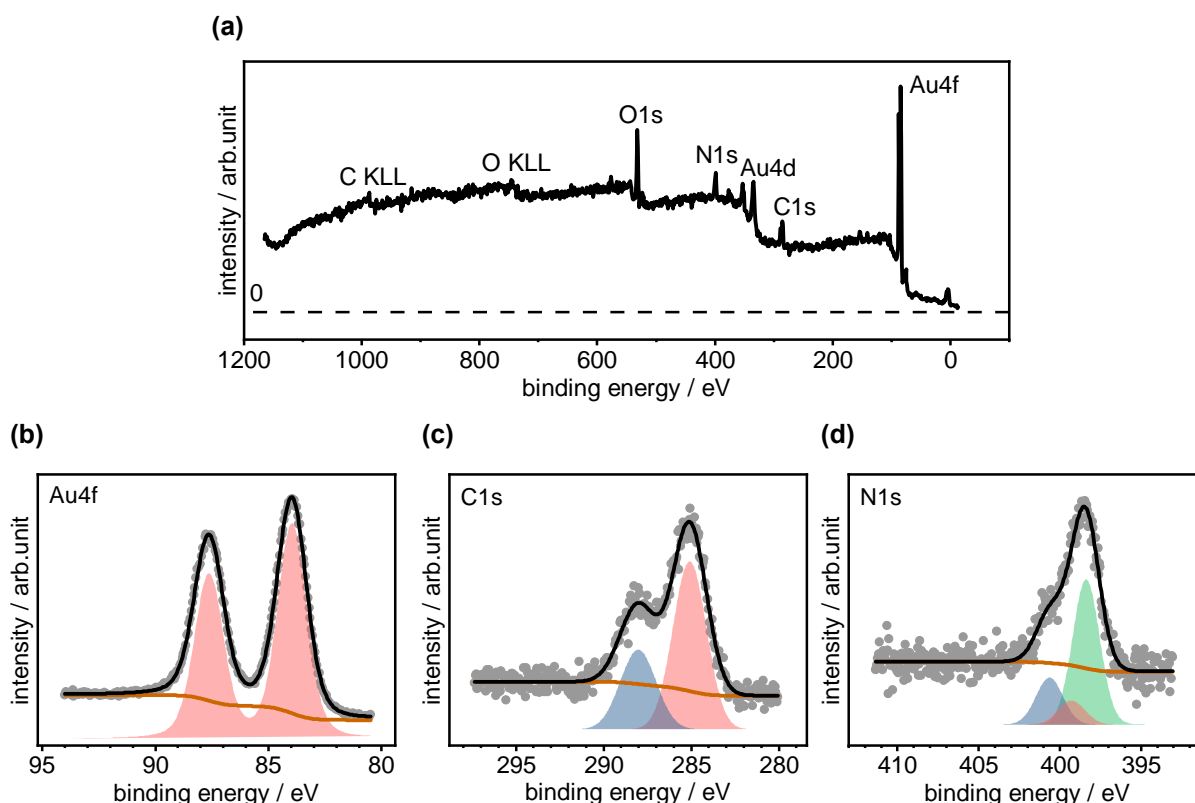 (a)
intensity / arb.unit
C KLL
O KLL
O1s
N1s
Au4d
C1s
Au4f
0
1200 1000 800 600 400 200 0
binding energy / eV
(b)
Au4f
intensity / arb.unit
95 90 85 80
binding energy / eV
(c)
C1s
intensity / arb.unit
295 290 285 280
binding energy / eV
(d)
N1s
intensity / arb.unit
410 405 400 395
binding energy / eV